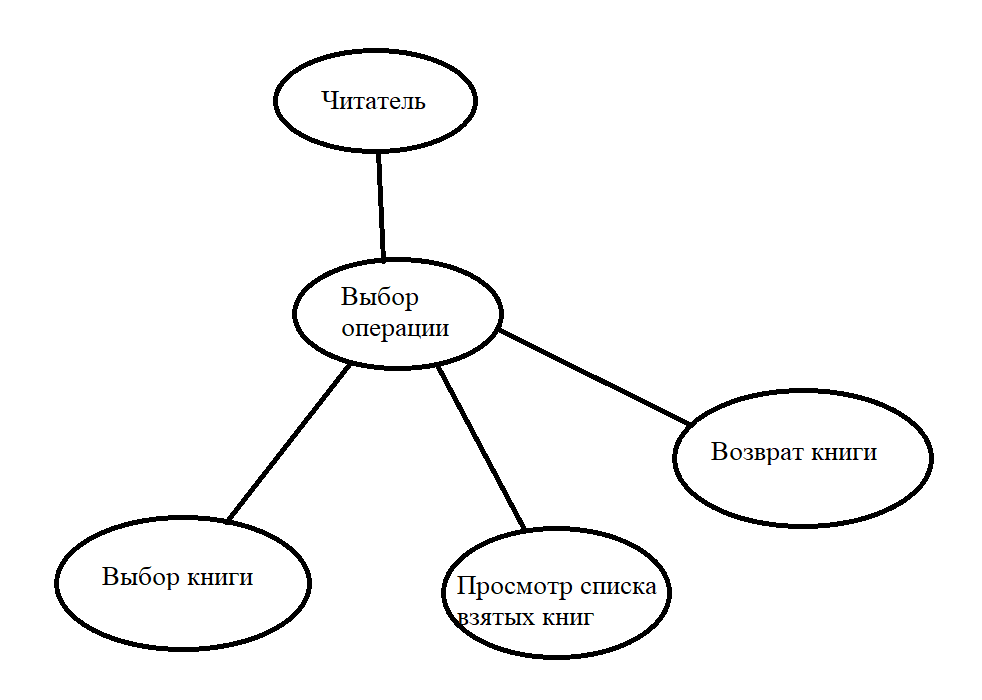 Читатель
Выбор
операции
Возврат книги
Выбор книги
Просмотр списка
взятых книг